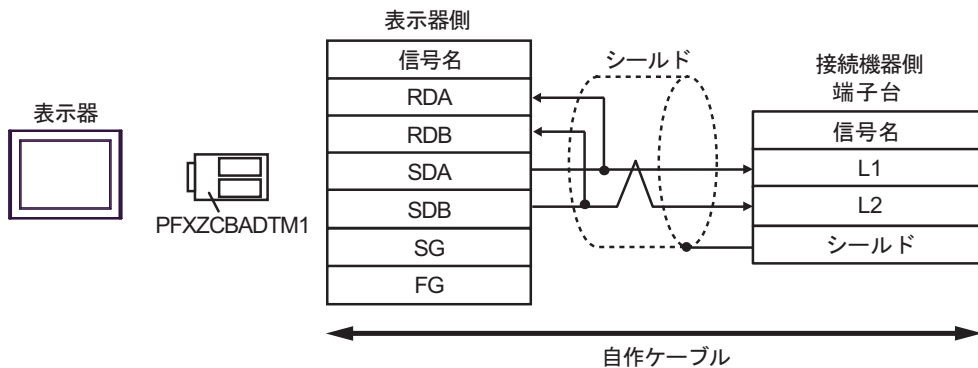 表示器
PFXZCBADTM1
表示器側
信号名
RDA
RDB
SDA
SDB
SG
FG
シールド
接続機器側
端子台
信号名
L1
L2
シールド
自作ケーブル